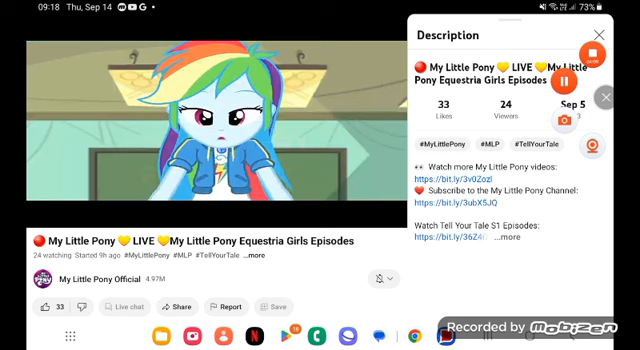 09:18 Thu, Sep 14
73%
Description
🔴 My Little Pony 💛 LIVE 💛My Little
Pony Equestria Girls Episodes
33 24 Sep 5
Likes Viewers
#MyLittlePony #MLP #TellYourTale
👀 Watch more My Little Pony videos:
https://bit.ly/3v0Zozl
❤️ Subscribe to the My Little Pony Channel:
https://bit.ly/3ubX5JQ
Watch Tell Your Tale S1 Episodes:
...more
🔴 My Little Pony 💛 LIVE 💛My Little Pony Equestria Girls Episodes
24 watching Started 9h ago #MyLittlePony #MLP #TellYourTale ...more
My Little Pony Official 4.97M
33 Live chat Share Report Save
Recorded by Mobizen